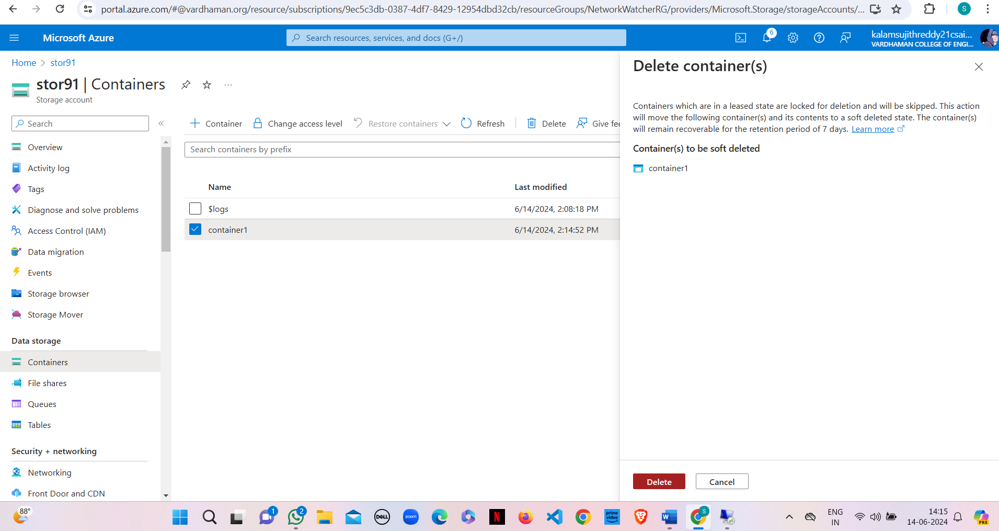 portal.azure.com/#@vardhaman.org/resource/subscriptions/9ec5c3db-0387-4df7-8429-12954dbd32cb/resourceGroups/NetworkWatcherRG/providers/Microsoft.Storage/storageAccounts/...
S
Microsoft Azure
Search resources, services, and docs (G+/)
6
kalamsujithreddy21csai...
VARDHAMAN COLLEGE OF ENGI...
Home > stor91
stor91 | Containers
...
Storage account
Search
«
Overview
Activity log
Tags
Diagnose and solve problems
Access Control (IAM)
Data migration
Events
Storage browser
Storage Mover
Data storage
Containers
File shares
Queues
Tables
Security + networking
Networking
Front Door and CDN
Container
Change access level
Restore containers
Refresh
Delete
Give fee
Search containers by prefix
Name Last modified
$logs 6/14/2024, 2:08:18 PM
container1 6/14/2024, 2:14:52 PM
Delete container(s)
Containers which are in a leased state are locked for deletion and will be skipped. This action
will move the following container(s) and its contents to a soft deleted state. The container(s)
will remain recoverable for the retention period of 7 days. Learn more
Container(s) to be soft deleted
container1
Delete
Cancel
88°
1
2
DELL
zoom
N
prime video
W
S
ENG
IN
14:15
14-06-2024
PRE